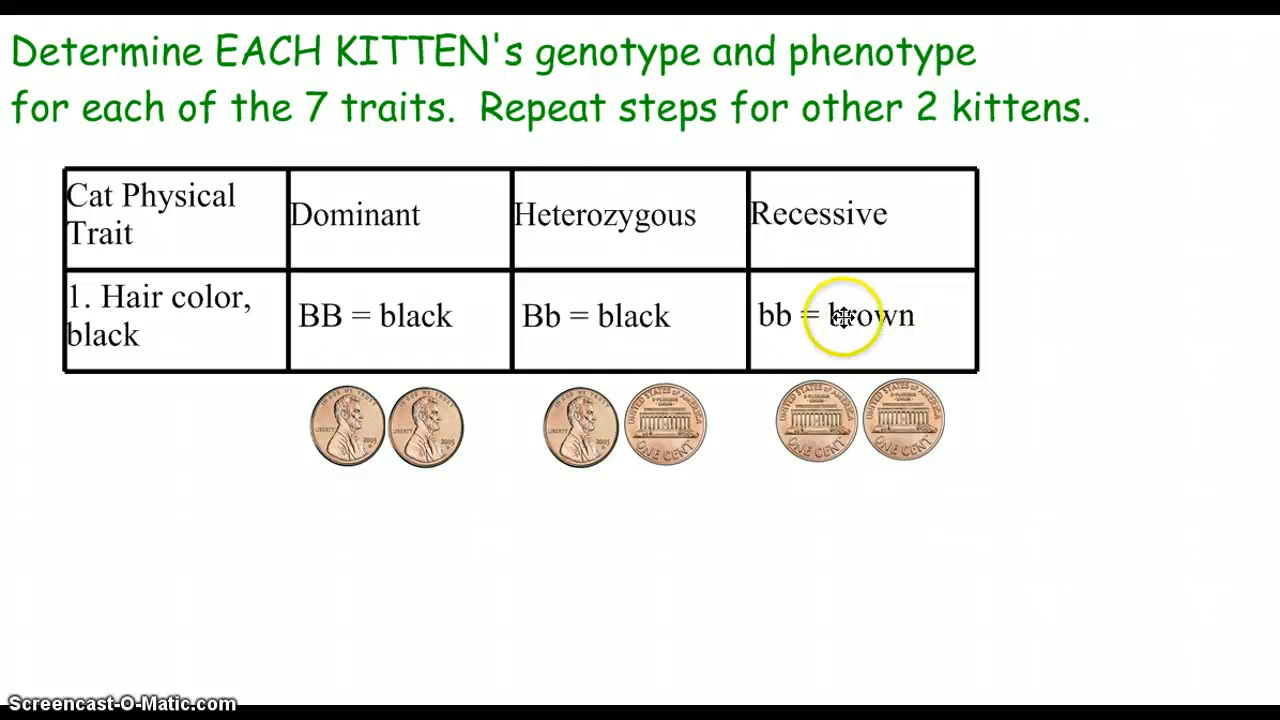 Determine EACH KITTEN's genotype and phenotype
for each of the 7 traits. Repeat steps for other 2 kittens.
Cat Physical
Trait
Dominant
Heterozygous
Recessive
1. Hair color,
black
BB = black
Bb = black
bb = brown
LIBERTY
2005
LIBERTY
2005
LIBERTY
2005
UNITED STATES of AMERICA
ONE CENT
UNITED STATES of AMERICA
ONE CENT
UNITED STATES of AMERICA
ONE CENT
Screencast-O-Matic.com